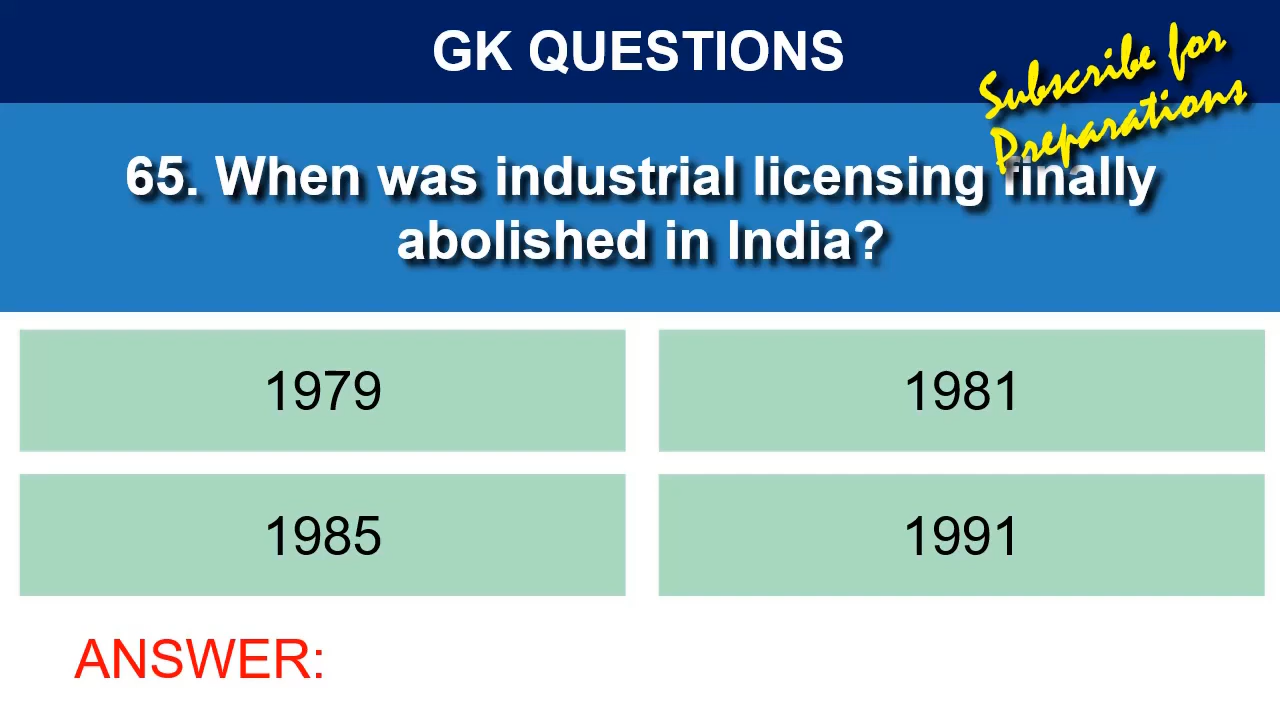 GK QUESTIONS
Subscribe for
Preparations
65. When was industrial licensing finally
abolished in India?
1979
1981
1985
1991
ANSWER: